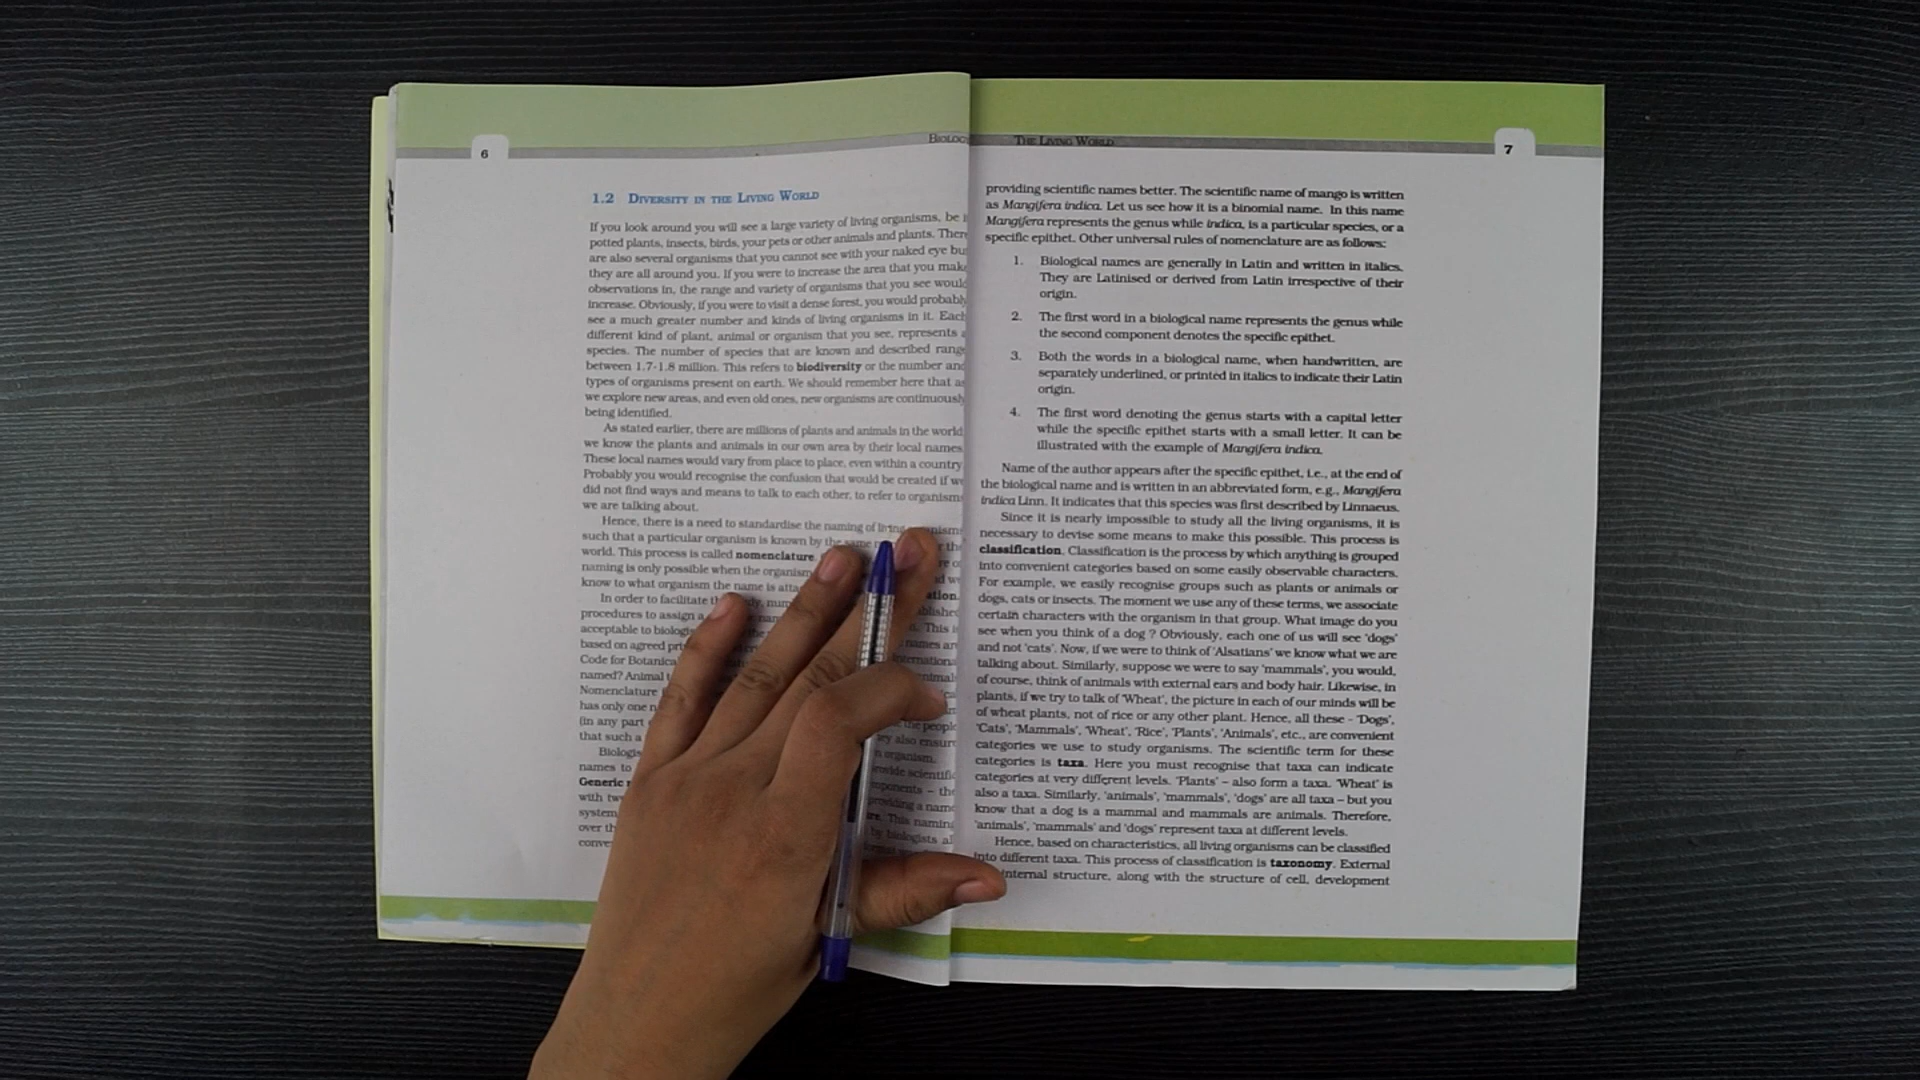 6
BIOLOG
1.2 DIVERSITY IN THE LIVING WORLD
If you look around you will see a large variety of living organisms, be i
potted plants, insects, birds, your pets or other animals and plants. Ther
are also several organisms that you cannot see with your naked eye bu
they are all around you. If you were to increase the area that you make
observations in, the range and variety of organisms that you see would
increase. Obviously, if you were to visit a dense forest, you would probably
see a much greater number and kinds of living organisms in it. Each
different kind of plant, animal or organism that you see, represents a
species. The number of species that are known and described range
between 1.7-1.8 million. This refers to biodiversity or the number and
types of organisms present on earth. We should remember here that as
we explore new areas, and even old ones, new organisms are continuously
being identified.
As stated earlier, there are millions of plants and animals in the world
we know the plants and animals in our own area by their local names
These local names would vary from place to place, even within a country
Probably you would recognise the confusion that would be created if we
did not find ways and means to talk to each other, to refer to organisms
we are talking about.
Hence, there is a need to standardise the naming of living
such that a particular organism is known by the same
world. This process is called nomenclature.
naming is only possible when the organism
know to what organism the name is
In order to facilitate
procedures to assign a
acceptable to This is
based on agreed names are
Code for
named? Animal
Nomenclature
has only one
(in any part the people
that such a also ensure
organism.
names to scientific
Generic the
with providing a name
system This naming
over by biologists
THE LIVING WORLD
7
providing scientific names better. The scientific name of mango is written
as Mangifera indica. Let us see how it is a binomial name. In this name
Mangifera represents the genus while indica, is a particular species, or a
specific epithet. Other universal rules of nomenclature are as follows:
1. Biological names are generally in Latin and written in italics.
They are Latinised or derived from Latin irrespective of their
origin.
2. The first word in a biological name represents the genus while
the second component denotes the specific epithet.
3. Both the words in a biological name, when handwritten, are
separately underlined, or printed in italics to indicate their Latin
origin.
4. The first word denoting the genus starts with a capital letter
while the specific epithet starts with a small letter. It can be
illustrated with the example of Mangifera indica.
Name of the author appears after the specific epithet, i.e., at the end of
the biological name and is written in an abbreviated form, e.g., Mangifera
indica Linn. It indicates that this species was first described by Linnaeus.
Since it is nearly impossible to study all the living organisms, it is
necessary to devise some means to make this possible. This process is
classification. Classification is the process by which anything is grouped
into convenient categories based on some easily observable characters.
For example, we easily recognise groups such as plants or animals or
dogs, cats or insects. The moment we use any of these terms, we associate
certain characters with the organism in that group. What image do you
see when you think of a dog ? Obviously, each one of us will see 'dogs'
and not 'cats'. Now, if we were to think of 'Alsatians' we know what we are
talking about. Similarly, suppose we were to say 'mammals', you would,
of course, think of animals with external ears and body hair. Likewise, in
plants, if we try to talk of 'Wheat', the picture in each of our minds will be
of wheat plants, not of rice or any other plant. Hence, all these - 'Dogs',
'Cats', 'Mammals', 'Wheat', 'Rice', 'Plants', 'Animals', etc., are convenient
categories we use to study organisms. The scientific term for these
categories is taxa. Here you must recognise that taxa can indicate
categories at very different levels. 'Plants' – also form a taxa. 'Wheat' is
also a taxa. Similarly, 'animals', 'mammals', 'dogs' are all taxa – but you
know that a dog is a mammal and mammals are animals. Therefore,
'animals', 'mammals' and 'dogs' represent taxa at different levels.
Hence, based on characteristics, all living organisms can be classified
into different taxa. This process of classification is taxonomy. External
internal structure, along with the structure of cell, development